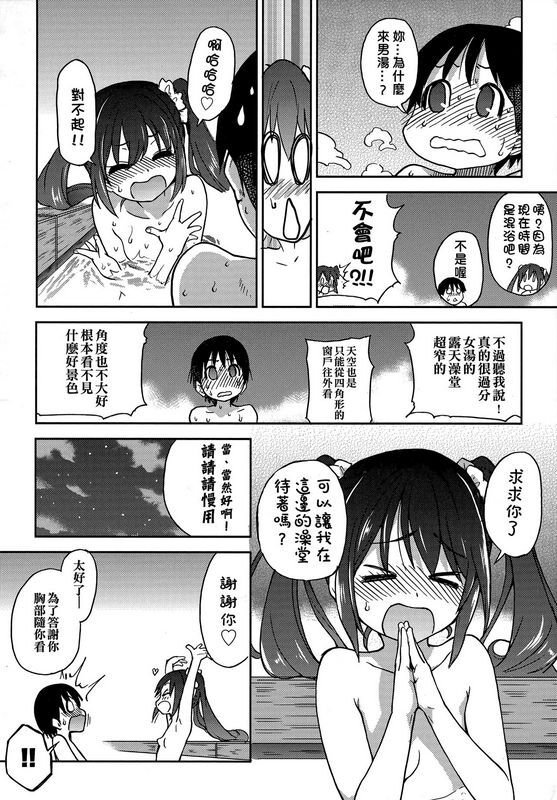 妳…為什麼
來男湯…？
啊哈哈哈♡
對不起！！
咦？因為
現在時間
是混浴吧？
不是喔
不會吧?!!
不過聽我說！
真的很過分
女湯的
露天澡堂
超窄的
天空也是
只能從四角形的
窗戶往外看
角度也不大好
根本看不見
什麼好景色
求求你了
可以讓我在
這邊的澡堂
待著嗎？
當、當然好啊！
請請請慢用
謝謝你♡
太好了—
為了答謝你
胸部隨你看
!!